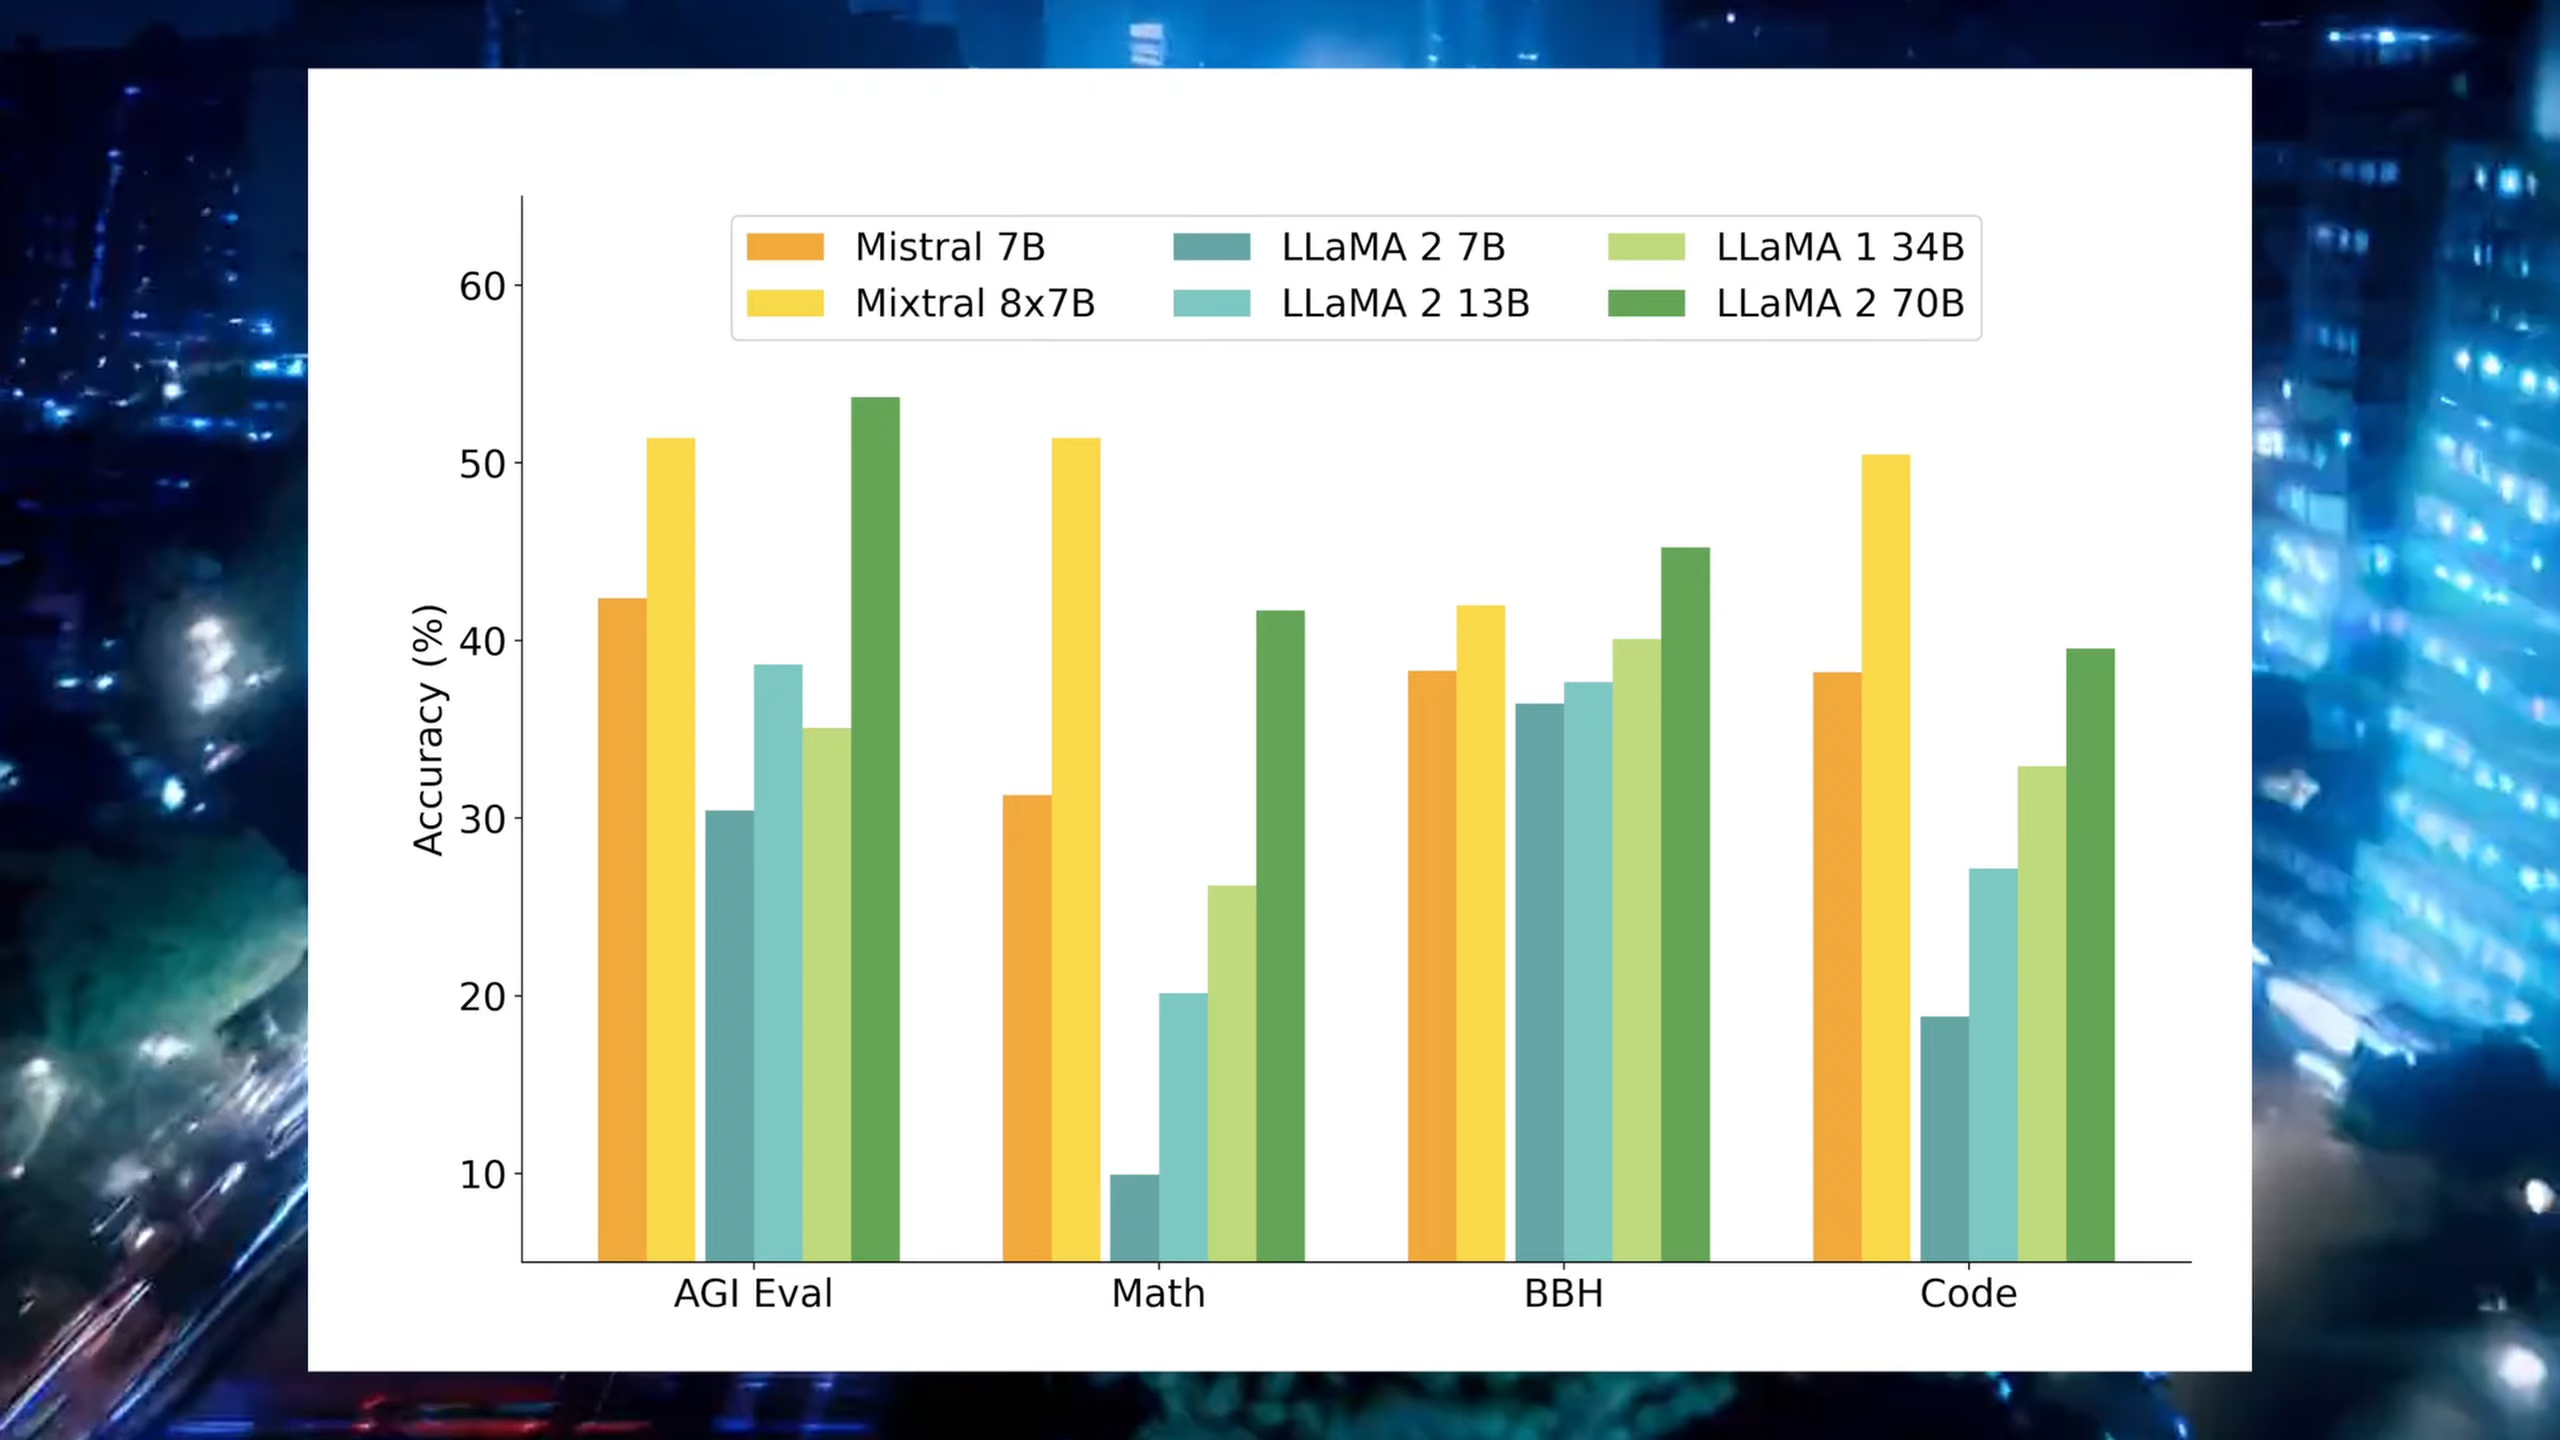 Mistral 7B
Mixtral 8x7B
LLaMA 2 7B
LLaMA 2 13B
LLaMA 1 34B
LLaMA 2 70B
Accuracy (%)
60
50
40
30
20
10
AGI Eval
Math
BBH
Code